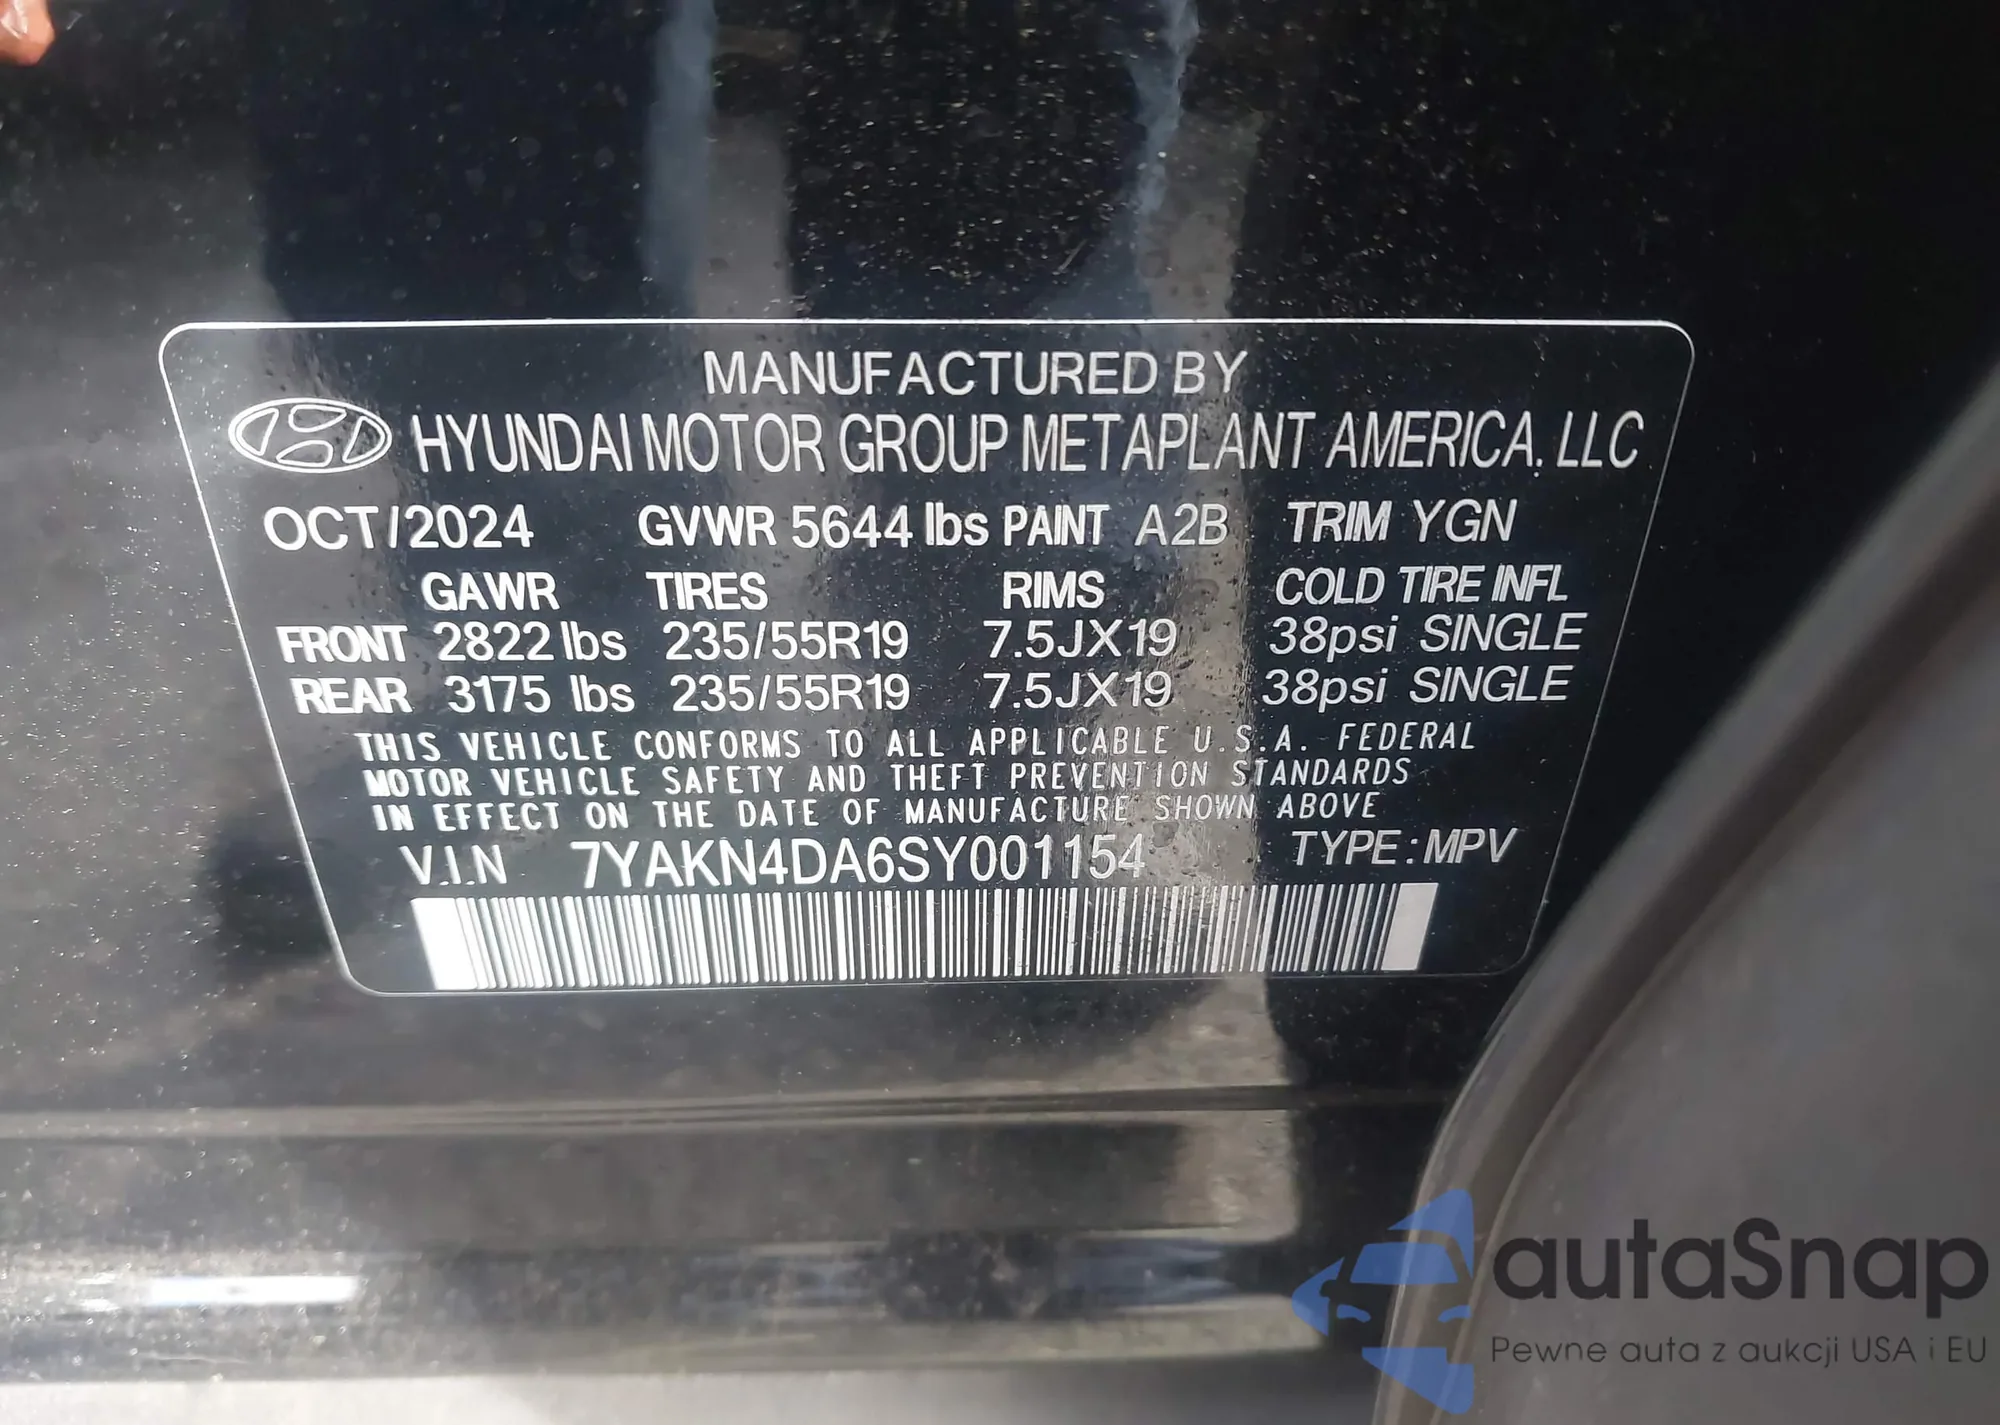 MANUFACTURED BY
HYUNDAI MOTOR GROUP METAPLANT AMERICA, LLC
OCT/2024 GVWR 5644 lbs PAINT A2B TRIM YGN
GAWR TIRES RIMS COLD TIRE INFL
FRONT 2822 lbs 235/55R19 7.5JX19 38psi SINGLE
REAR 3175 lbs 235/55R19 7.5JX19 38psi SINGLE
THIS VEHICLE CONFORMS TO ALL APPLICABLE U.S.A. FEDERAL
MOTOR VEHICLE SAFETY AND THEFT PREVENTION STANDARDS
IN EFFECT ON THE DATE OF MANUFACTURE SHOWN ABOVE
V.I.N 7YAKN4DA6SY001154 TYPE:MPV
autaSnap
Pewne auta z aukcji USA i EU